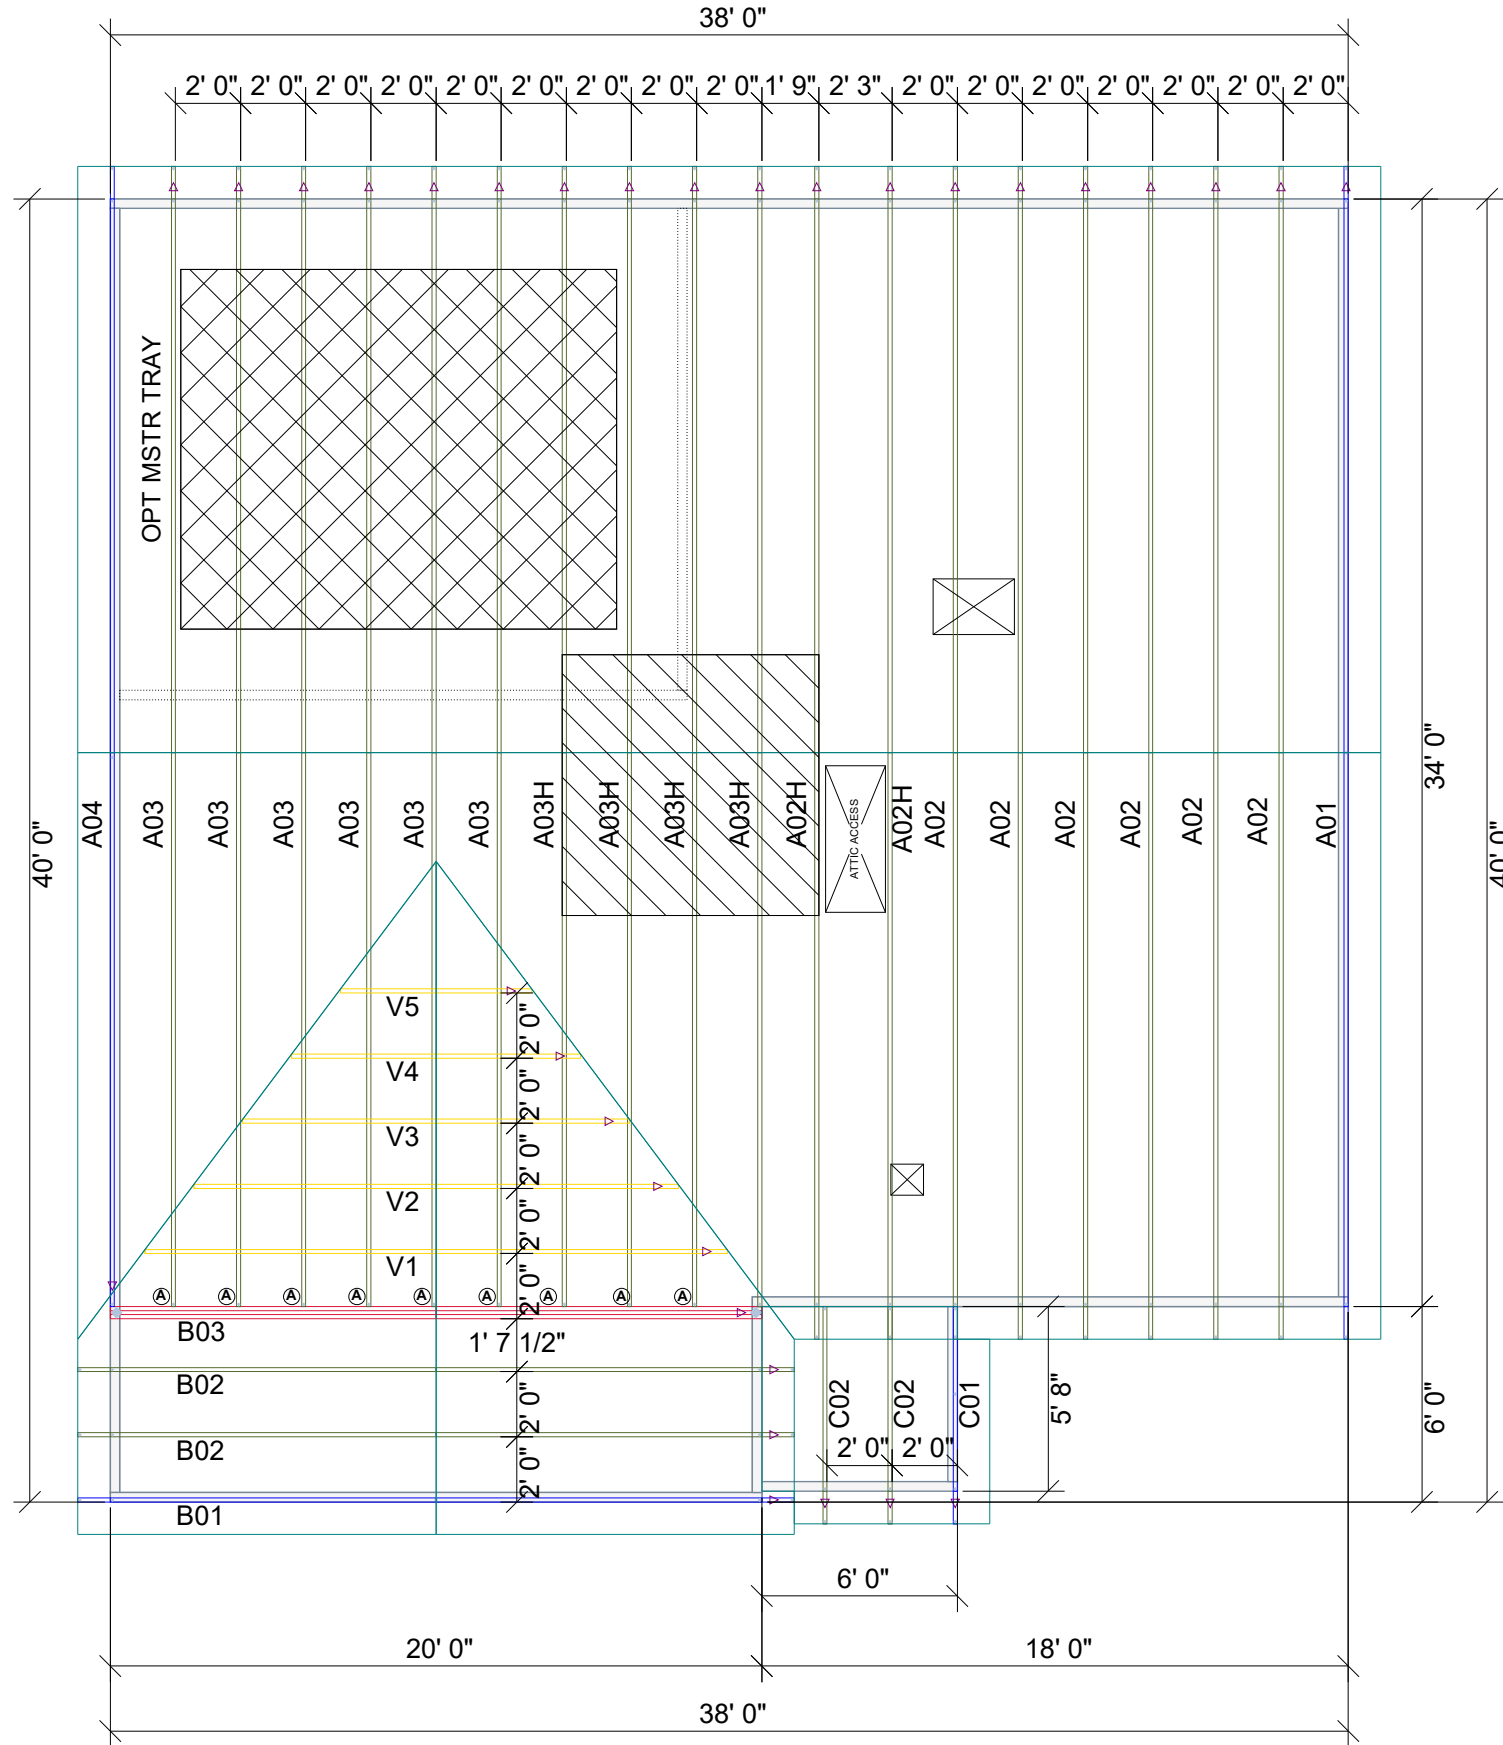 38' 0"
2' 0" 2' 0" 2' 0" 2' 0" 2' 0" 2' 0" 2' 0" 2' 0" 2' 0" 1' 9" 2' 3" 2' 0" 2' 0" 2' 0" 2' 0" 2' 0" 2' 0" 2' 0"
OPT MSTR TRAY
40' 0"
34' 0"
40' 0"
A04 A03 A03 A03 A03 A03 A03 A03H A03H A03H A03H A02H A02H A02 A02 A02 A02 A02 A02 A01
ATTIC ACCESS
V5
2' 0"
V4
2' 0"
V3
2' 0"
V2
2' 0"
V1
2' 0"
A A A A A A A A A
B03
1' 7 1/2"
B02
2' 0"
B02
2' 0"
B01
C02 C02 C01
2' 0" 2' 0"
5' 8"
6' 0"
6' 0"
20' 0" 18' 0"
38' 0"